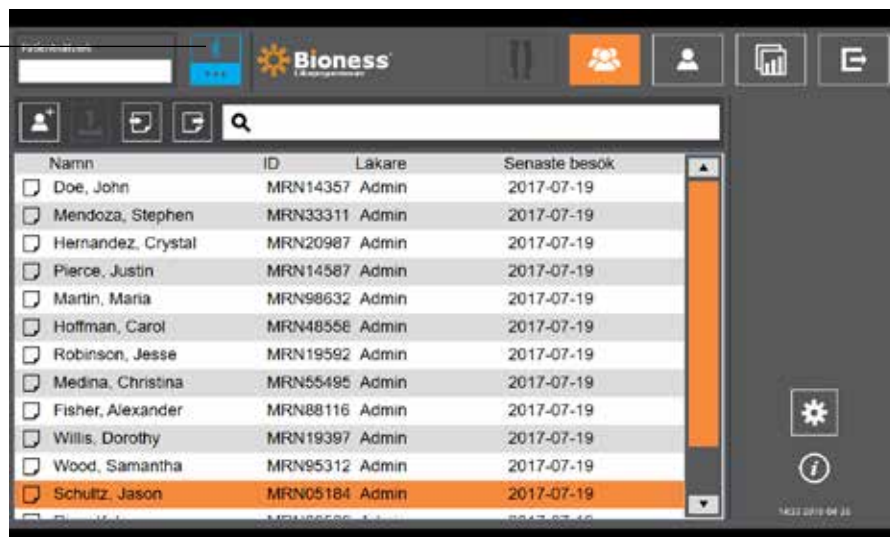 Bioness
Namn ID Läkare Senaste besök
Doe, John MRN14357 Admin 2017-07-19
Mendoza, Stephen MRN33311 Admin 2017-07-19
Hernandez, Crystal MRN20987 Admin 2017-07-19
Pierce, Justin MRN14587 Admin 2017-07-19
Martin, Maria MRN98632 Admin 2017-07-19
Hoffman, Carol MRN48556 Admin 2017-07-19
Robinson, Jesse MRN19592 Admin 2017-07-19
Medina, Christina MRN55495 Admin 2017-07-19
Fisher, Alexander MRN88116 Admin 2017-07-19
Willis, Dorothy MRN19397 Admin 2017-07-19
Wood, Samantha MRN95312 Admin 2017-07-19
Schultz, Jason MRN05184 Admin 2017-07-19